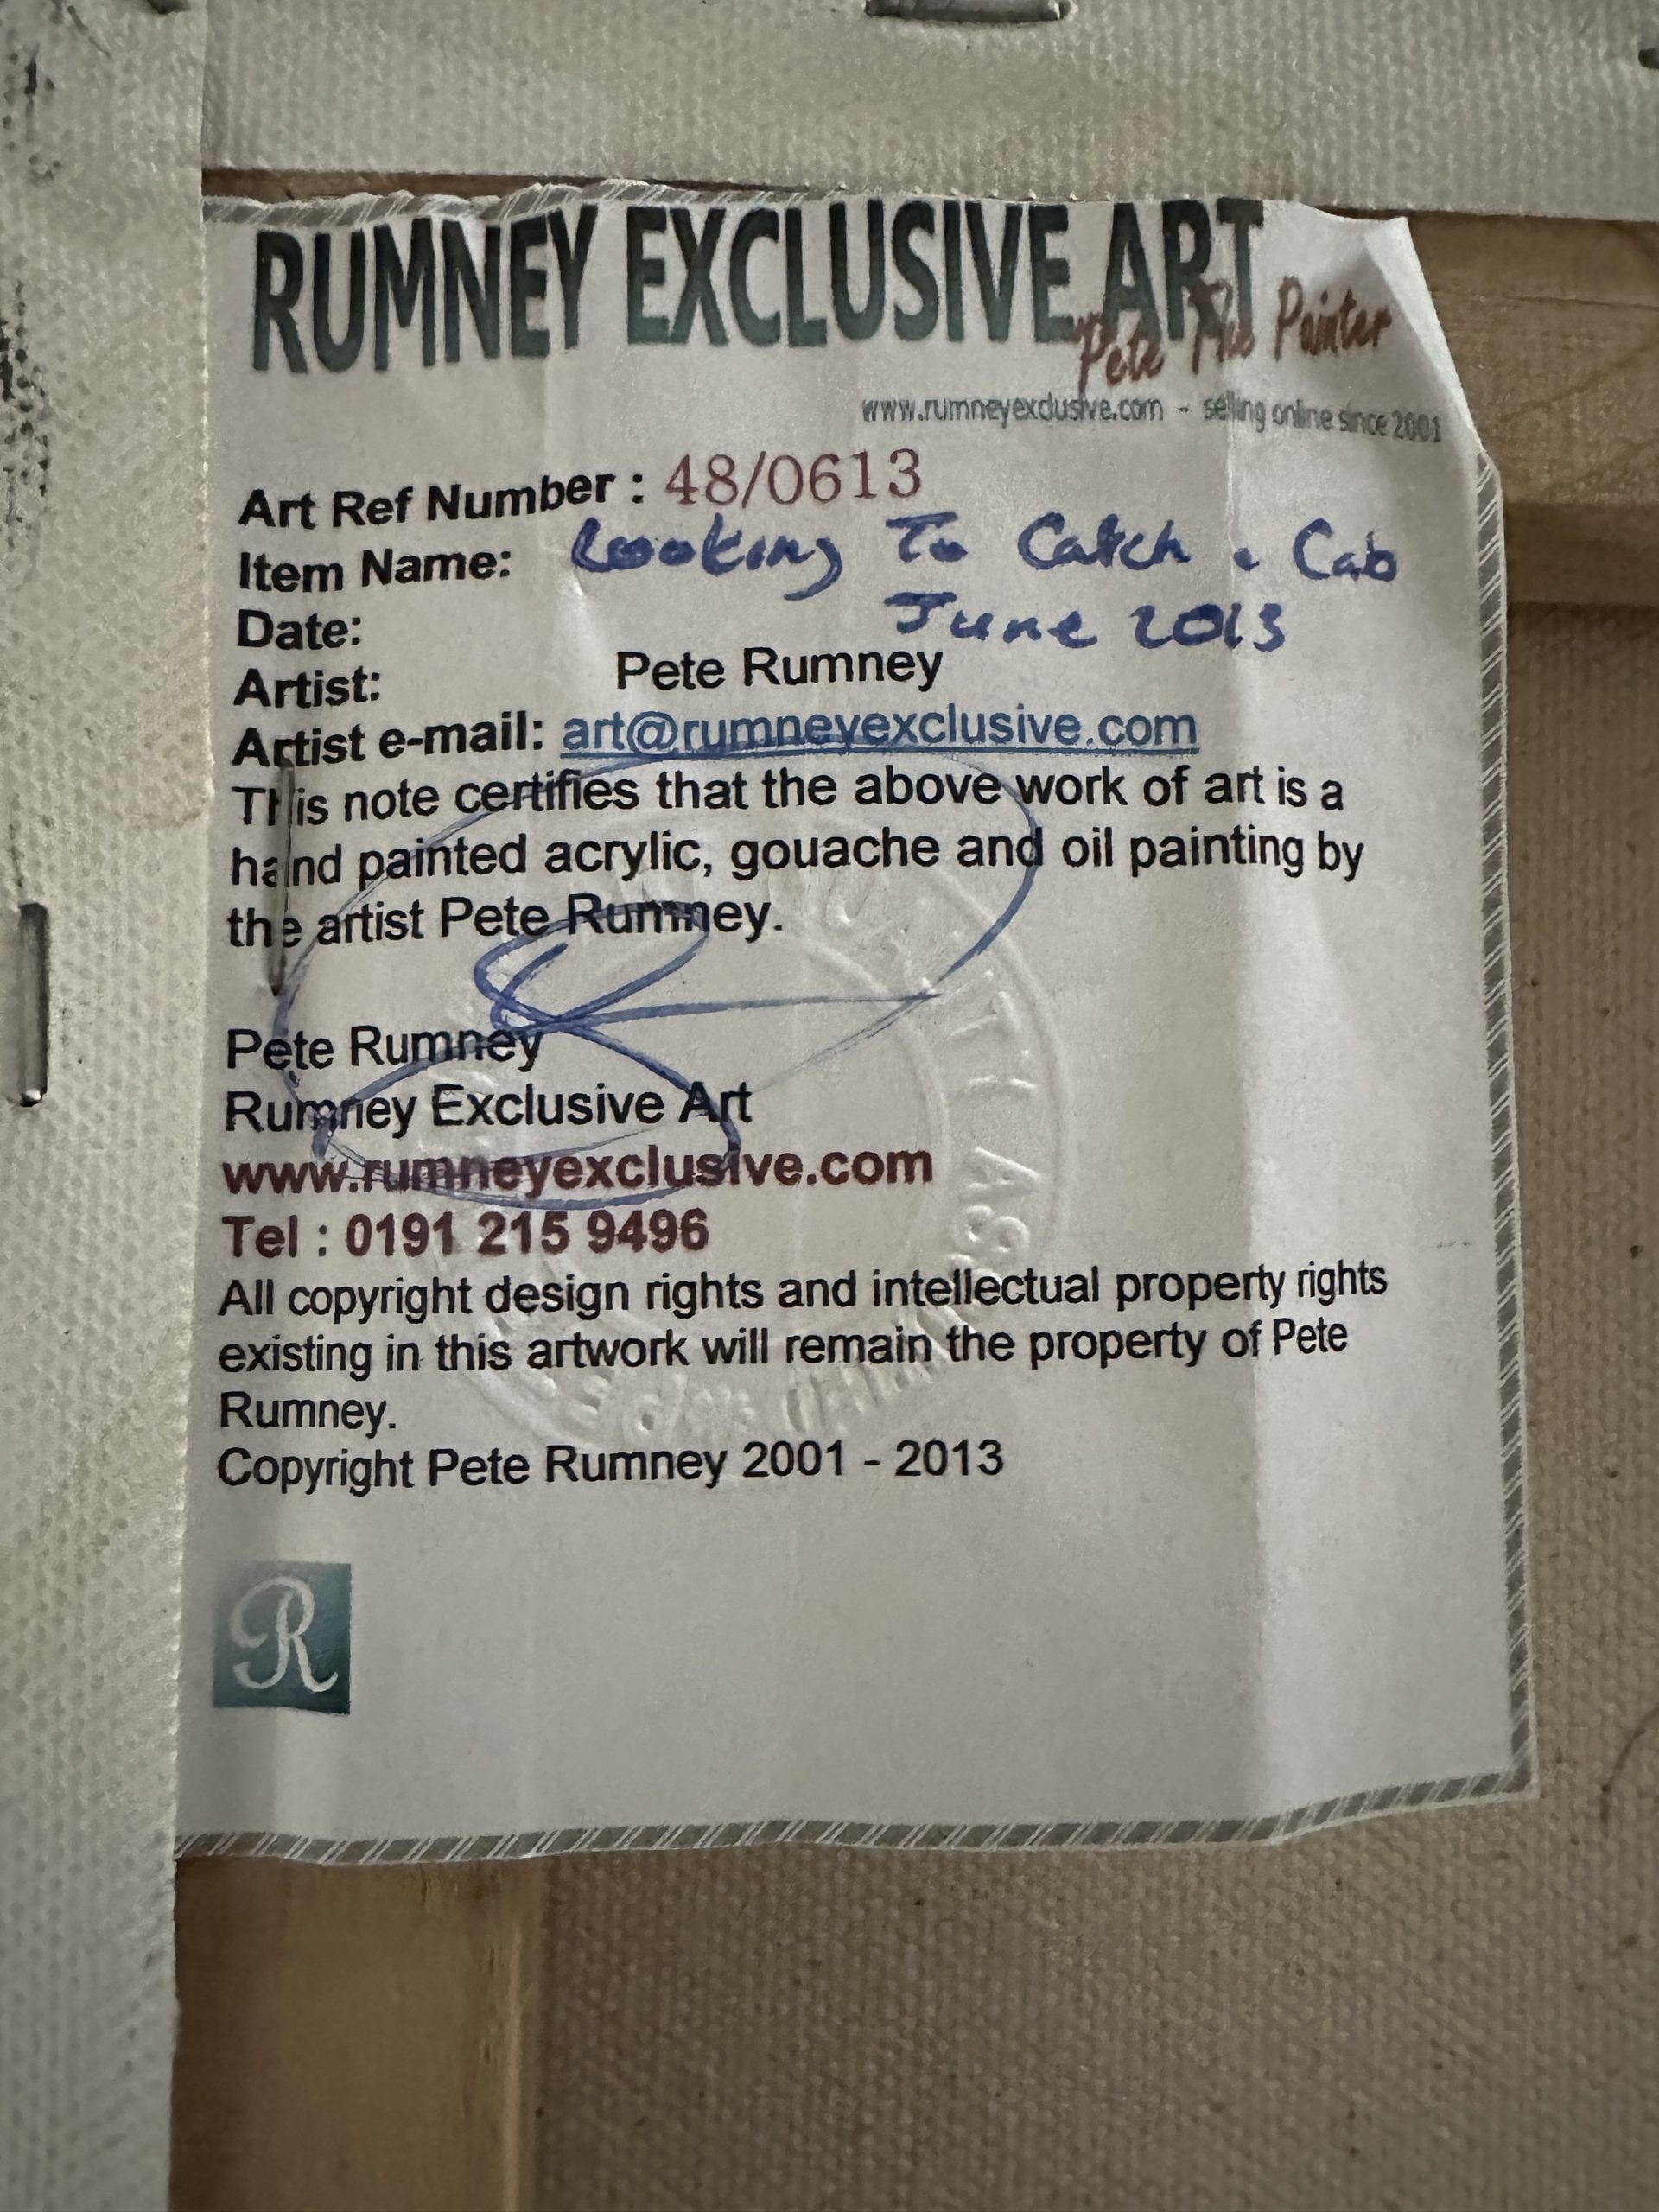 RUMNEY EXCLUSIVE ART
Pete The Painter
www.rumneyexclusive.com - selling online since 2001
Art Ref Number : 48/0613
Item Name: Looking To Catch a Cab
Date: June 2013
Artist: Pete Rumney
Artist e-mail: art@rumneyexclusive.com
This note certifies that the above work of art is a
hand painted acrylic, gouache and oil painting by
the artist Pete Rumney.
Pete Rumney
Rumney Exclusive Art
www.rumneyexclusive.com
Tel : 0191 215 9496
All copyright design rights and intellectual property rights
existing in this artwork will remain the property of Pete
Rumney.
Copyright Pete Rumney 2001 - 2013
R